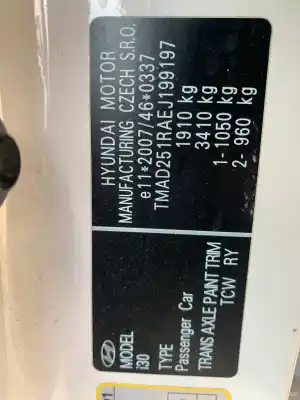 HYUNDAI MOTOR
MANUFACTURING CZECH S.R.O.
e11*2007/46*0337
TMAD251RAEJ199197
1910 kg
3410 kg
1- 1050 kg
2- 960 kg
MODEL
i30
TYPE
Passenger Car
TRANS AXLE PAINT TRIM
TCW RY